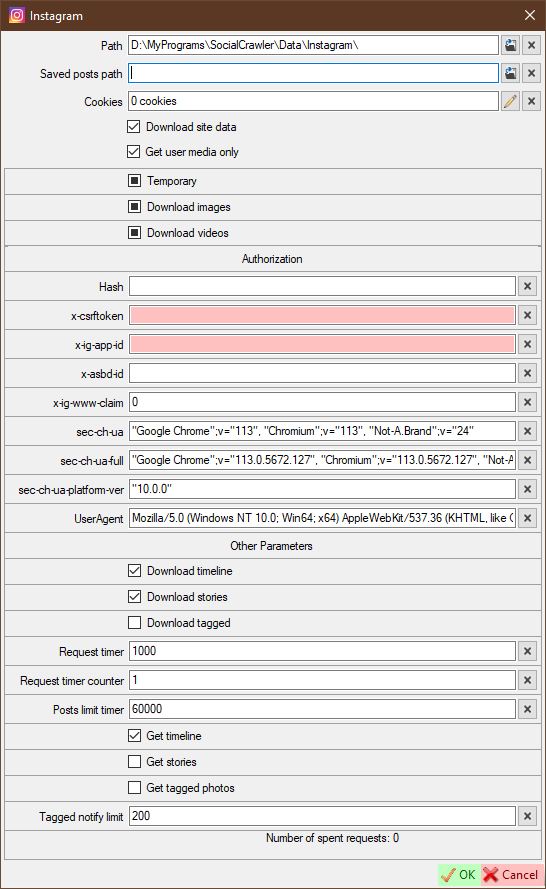 Instagram
Path D:\MyPrograms\SocialCrawler\Data\Instagram\
Saved posts path
Cookies 0 cookies
Download site data
Get user media only
Temporary
Download images
Download videos
Authorization
Hash
x-csrftoken
x-ig-app-id
x-asbd-id
x-ig-www-claim 0
sec-ch-ua "Google Chrome";v="113", "Chromium";v="113", "Not-A.Brand";v="24"
sec-ch-ua-full "Google Chrome";v="113.0.5672.127", "Chromium";v="113.0.5672.127", "Not-A
sec-ch-ua-platform-ver "10.0.0"
UserAgent Mozilla/5.0 (Windows NT 10.0; Win64; x64) AppleWebKit/537.36 (KHTML, like G
Other Parameters
Download timeline
Download stories
Download tagged
Request timer 1000
Request timer counter 1
Posts limit timer 60000
Get timeline
Get stories
Get tagged photos
Tagged notify limit 200
Number of spent requests: 0
OK Cancel